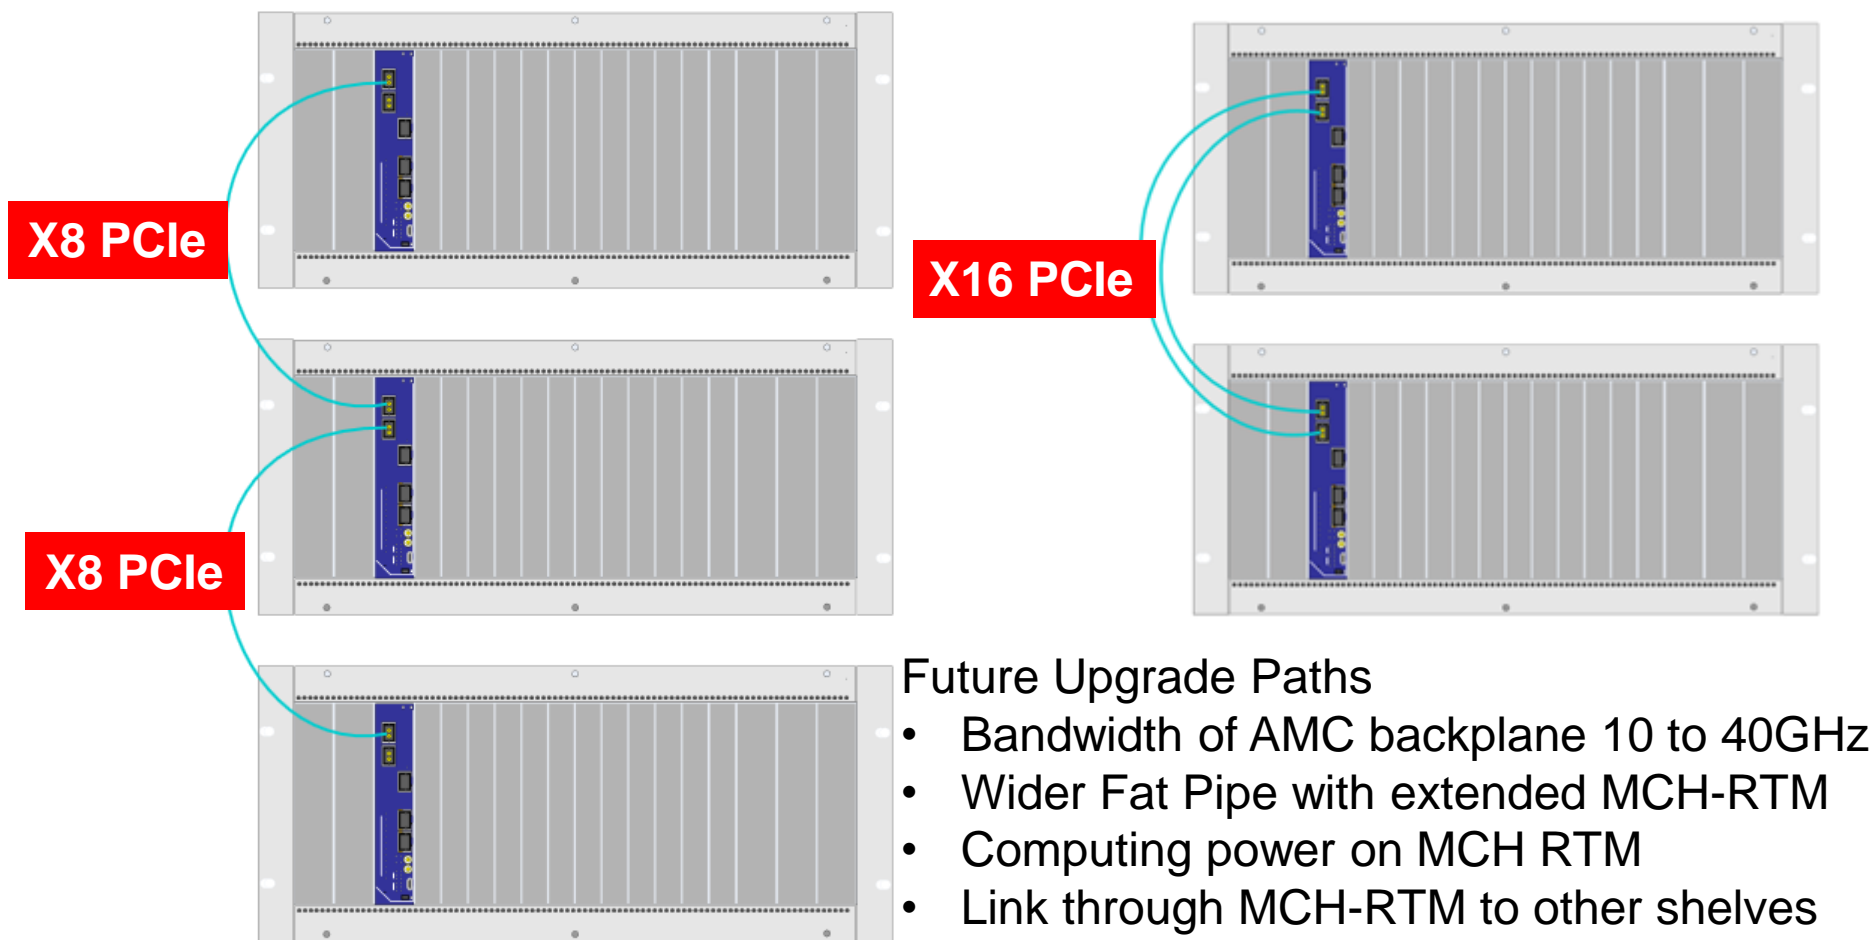 X8 PCIe
X16 PCIe
X8 PCIe
Future Upgrade Paths
• Bandwidth of AMC backplane 10 to 40GHz
• Wider Fat Pipe with extended MCH-RTM
• Computing power on MCH RTM
• Link through MCH-RTM to other shelves